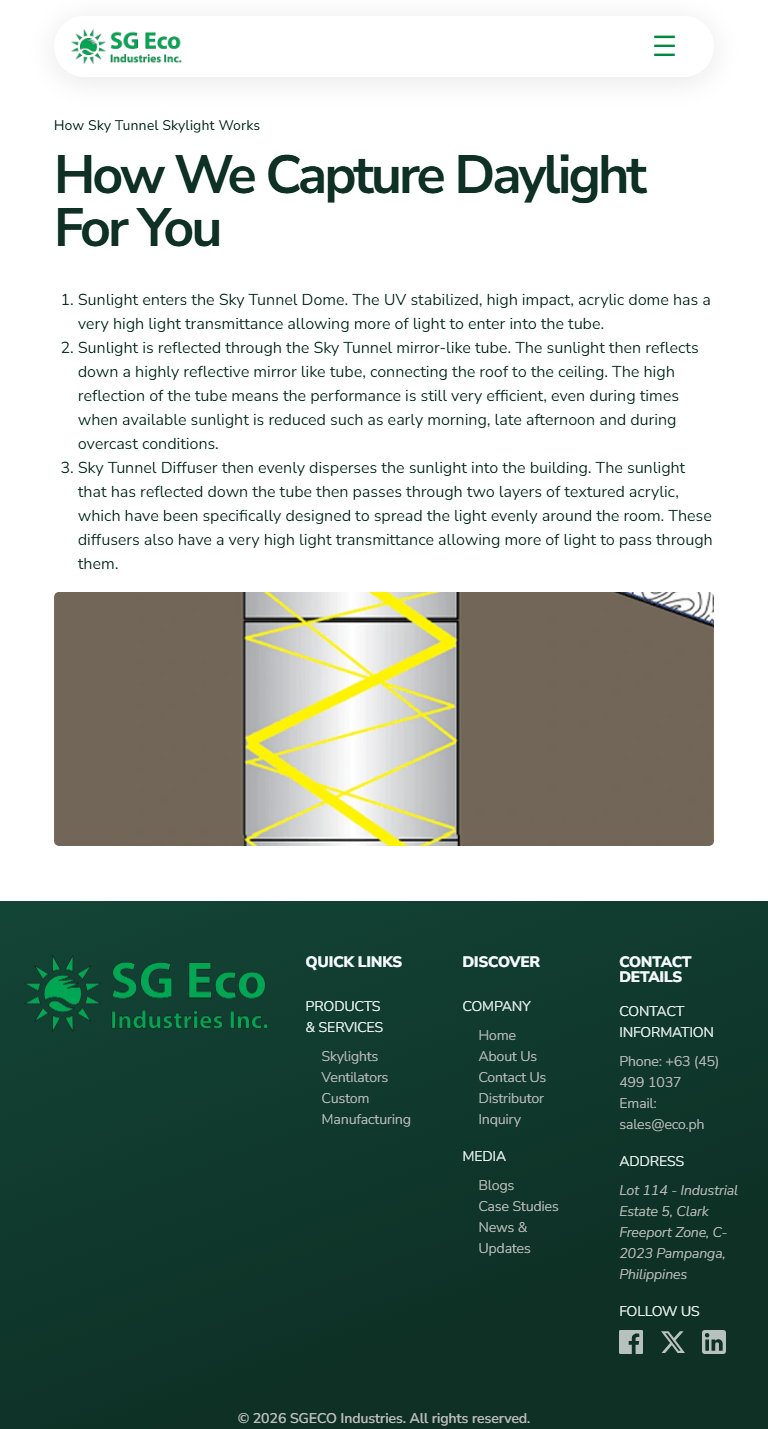 SG Eco
Industries Inc.
☰
How Sky Tunnel Skylight Works
How We Capture Daylight
For You
1. Sunlight enters the Sky Tunnel Dome. The UV stabilized, high impact, acrylic dome has a
very high light transmittance allowing more of light to enter into the tube.
2. Sunlight is reflected through the Sky Tunnel mirror-like tube. The sunlight then reflects
down a highly reflective mirror like tube, connecting the roof to the ceiling. The high
reflection of the tube means the performance is still very efficient, even during times
when available sunlight is reduced such as early morning, late afternoon and during
overcast conditions.
3. Sky Tunnel Diffuser then evenly disperses the sunlight into the building. The sunlight
that has reflected down the tube then passes through two layers of textured acrylic,
which have been specifically designed to spread the light evenly around the room. These
diffusers also have a very high light transmittance allowing more of light to pass through
them.
SG Eco
Industries Inc.
QUICK LINKS
PRODUCTS
& SERVICES
Skylights
Ventilators
Custom
Manufacturing
DISCOVER
COMPANY
Home
About Us
Contact Us
Distributor
Inquiry
MEDIA
Blogs
Case Studies
News &
Updates
CONTACT
DETAILS
CONTACT
INFORMATION
Phone: +63 (45)
499 1037
Email:
sales@eco.ph
ADDRESS
Lot 114 - Industrial
Estate 5, Clark
Freeport Zone, C-
2023 Pampanga,
Philippines
FOLLOW US
© 2026 SGECO Industries. All rights reserved.